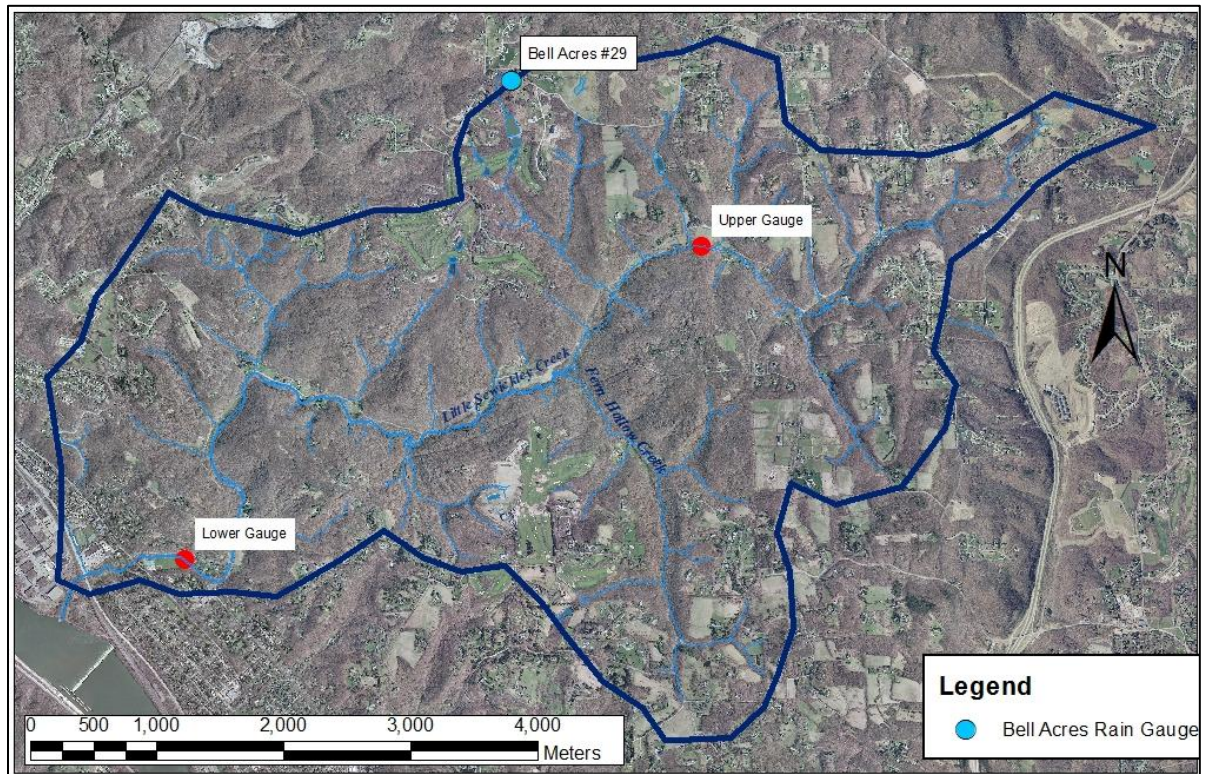 Bell Acres #29
Upper Gauge
N
Little Sewickley Creek
Fern Hollow Creek
Lower Gauge
Legend
Bell Acres Rain Gauge
0 500 1,000 2,000 3,000 4,000
Meters